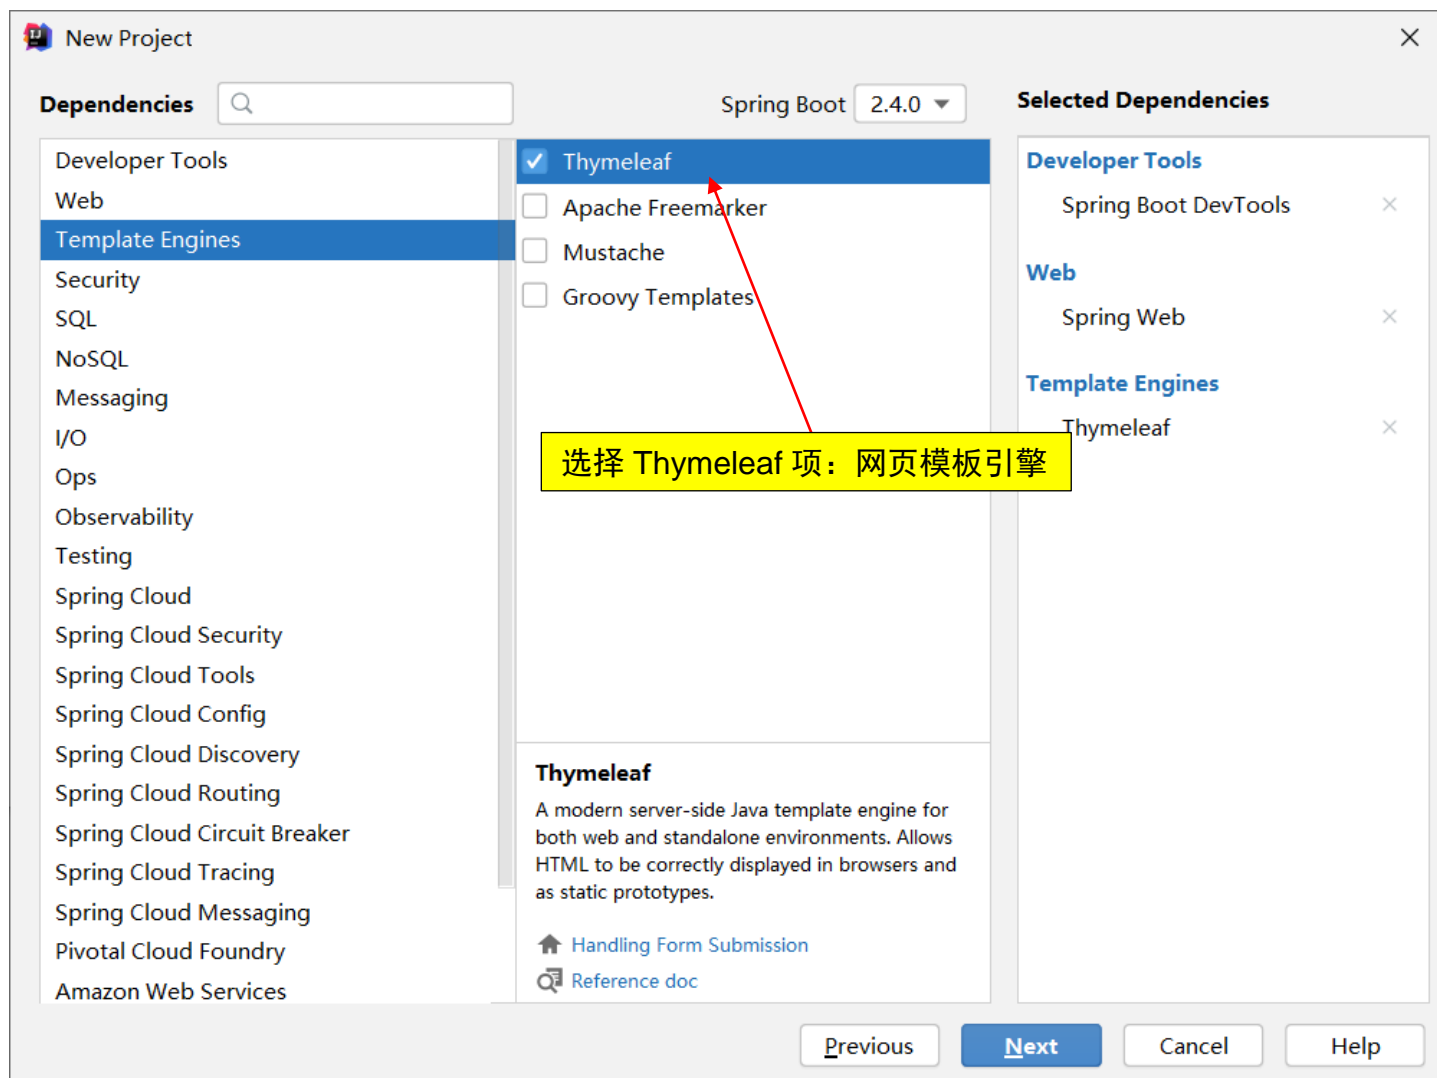 New Project
Dependencies
Spring Boot 2.4.0
Selected Dependencies
Developer Tools
Web
Template Engines
Security
SQL
NoSQL
Messaging
I/O
Ops
Observability
Testing
Spring Cloud
Spring Cloud Security
Spring Cloud Tools
Spring Cloud Config
Spring Cloud Discovery
Spring Cloud Routing
Spring Cloud Circuit Breaker
Spring Cloud Tracing
Spring Cloud Messaging
Pivotal Cloud Foundry
Amazon Web Services
Thymeleaf
Apache Freemarker
Mustache
Groovy Templates
选择 Thymeleaf 项：网页模板引擎
Thymeleaf
A modern server-side Java template engine for
both web and standalone environments. Allows
HTML to be correctly displayed in browsers and
as static prototypes.
Handling Form Submission
Reference doc
Developer Tools
Spring Boot DevTools
Web
Spring Web
Template Engines
Thymeleaf
Previous
Next
Cancel
Help